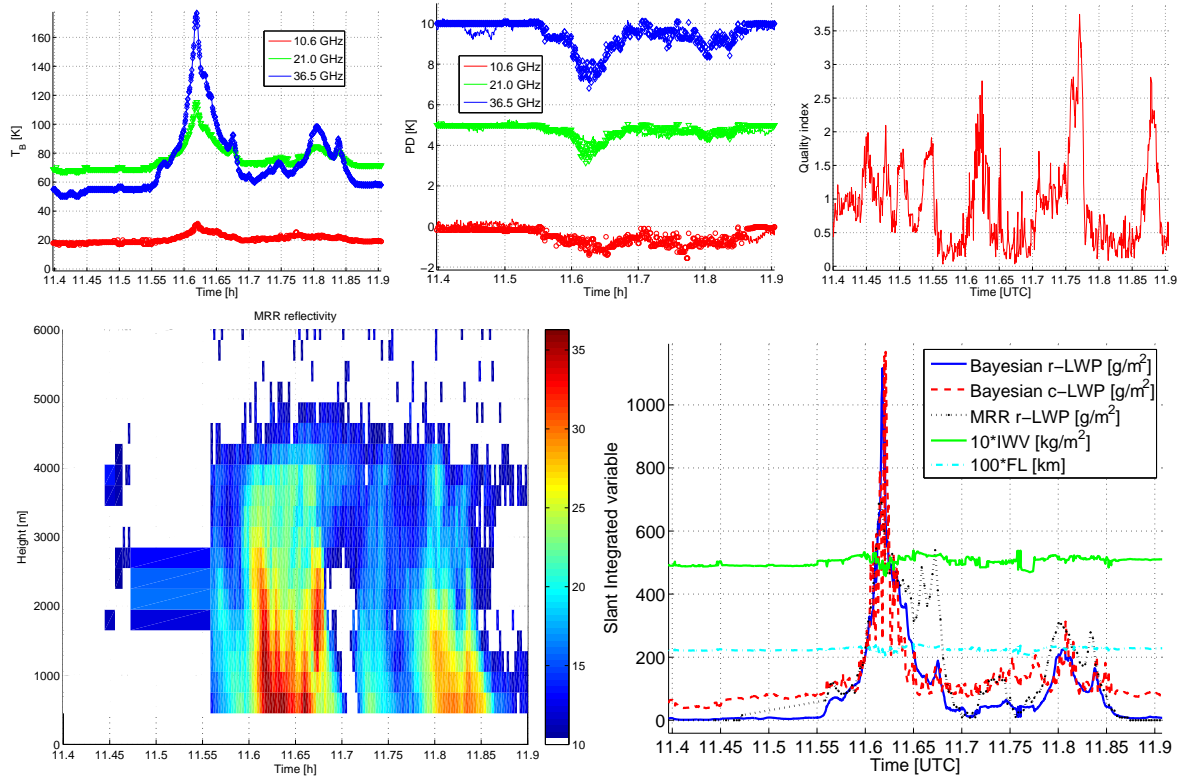 160
140
120
100
80
60
40
20
0
T_B [K]
10.6 GHz
21.0 GHz
36.5 GHz
11.4 11.45 11.5 11.55 11.6 11.65 11.7 11.75 11.8 11.85 11.9
Time [h]
10
8
6
4
2
0
−2
PD [K]
10.6 GHz
21.0 GHz
36.5 GHz
11.4 11.5 11.6 11.7 11.8 11.9
Time [h]
3.5
3
2.5
2
1.5
1
0.5
0
Quality index
11.4 11.45 11.5 11.55 11.6 11.65 11.7 11.75 11.8 11.85 11.9
Time [UTC]
MRR reflectivity
6000
5000
4000
3000
2000
1000
0
Height [m]
11.45 11.5 11.55 11.6 11.65 11.7 11.75 11.8 11.85 11.9
Time [h]
35
30
25
20
15
10
1000
800
600
400
200
0
Slant Integrated variable
Bayesian r−LWP [g/m²]
Bayesian c−LWP [g/m²]
MRR r−LWP [g/m²]
10*IWV [kg/m²]
100*FL [km]
11.4 11.45 11.5 11.55 11.6 11.65 11.7 11.75 11.8 11.85 11.9
Time [UTC]